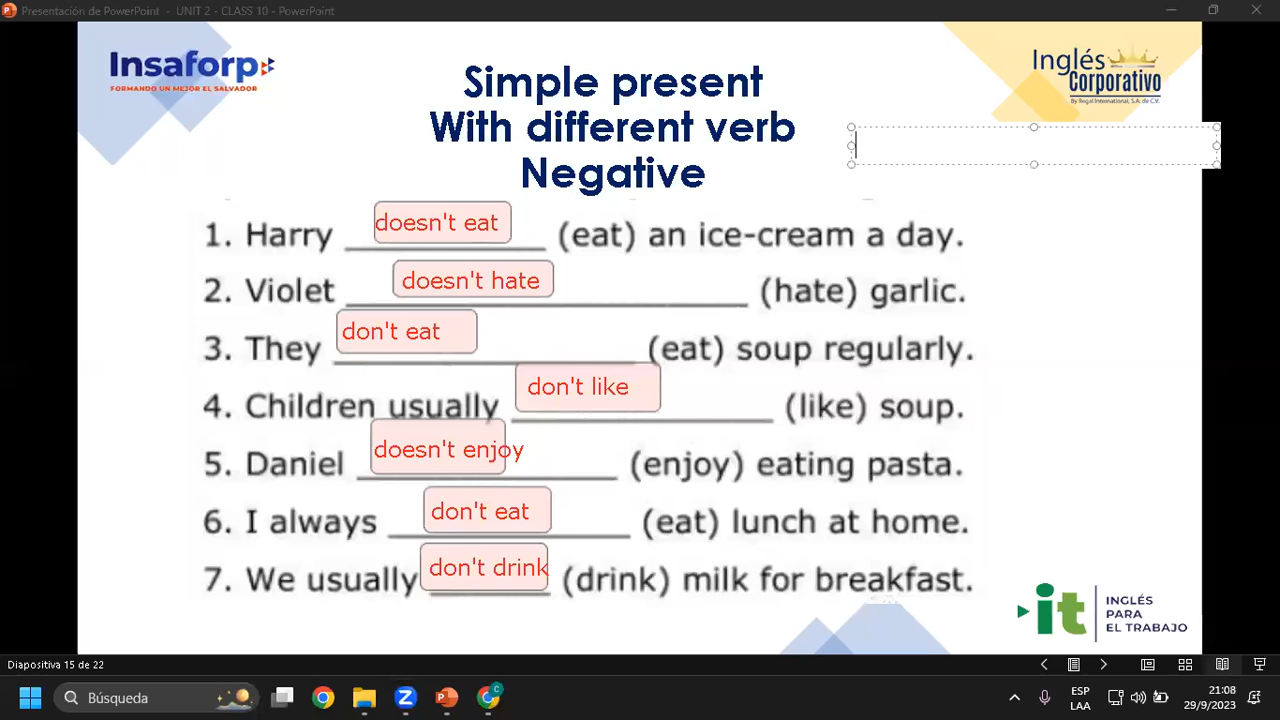 Presentación de PowerPoint - UNIT 2 - CLASS 10 - PowerPoint
Insaforp
FORMANDO UN MEJOR EL SALVADOR
Simple present
With different verb
Negative
Inglés
Corporativo
By Regal International, S.A. de C.V.
1. Harry doesn't eat (eat) an ice-cream a day.
2. Violet doesn't hate (hate) garlic.
3. They don't eat (eat) soup regularly.
4. Children usually don't like (like) soup.
5. Daniel doesn't enjoy (enjoy) eating pasta.
6. I always don't eat (eat) lunch at home.
7. We usually don't drink (drink) milk for breakfast.
it
INGLÉS
PARA
EL TRABAJO
Diapositiva 15 de 22
Búsqueda
C
ESP
LAA
21:08
29/9/2023